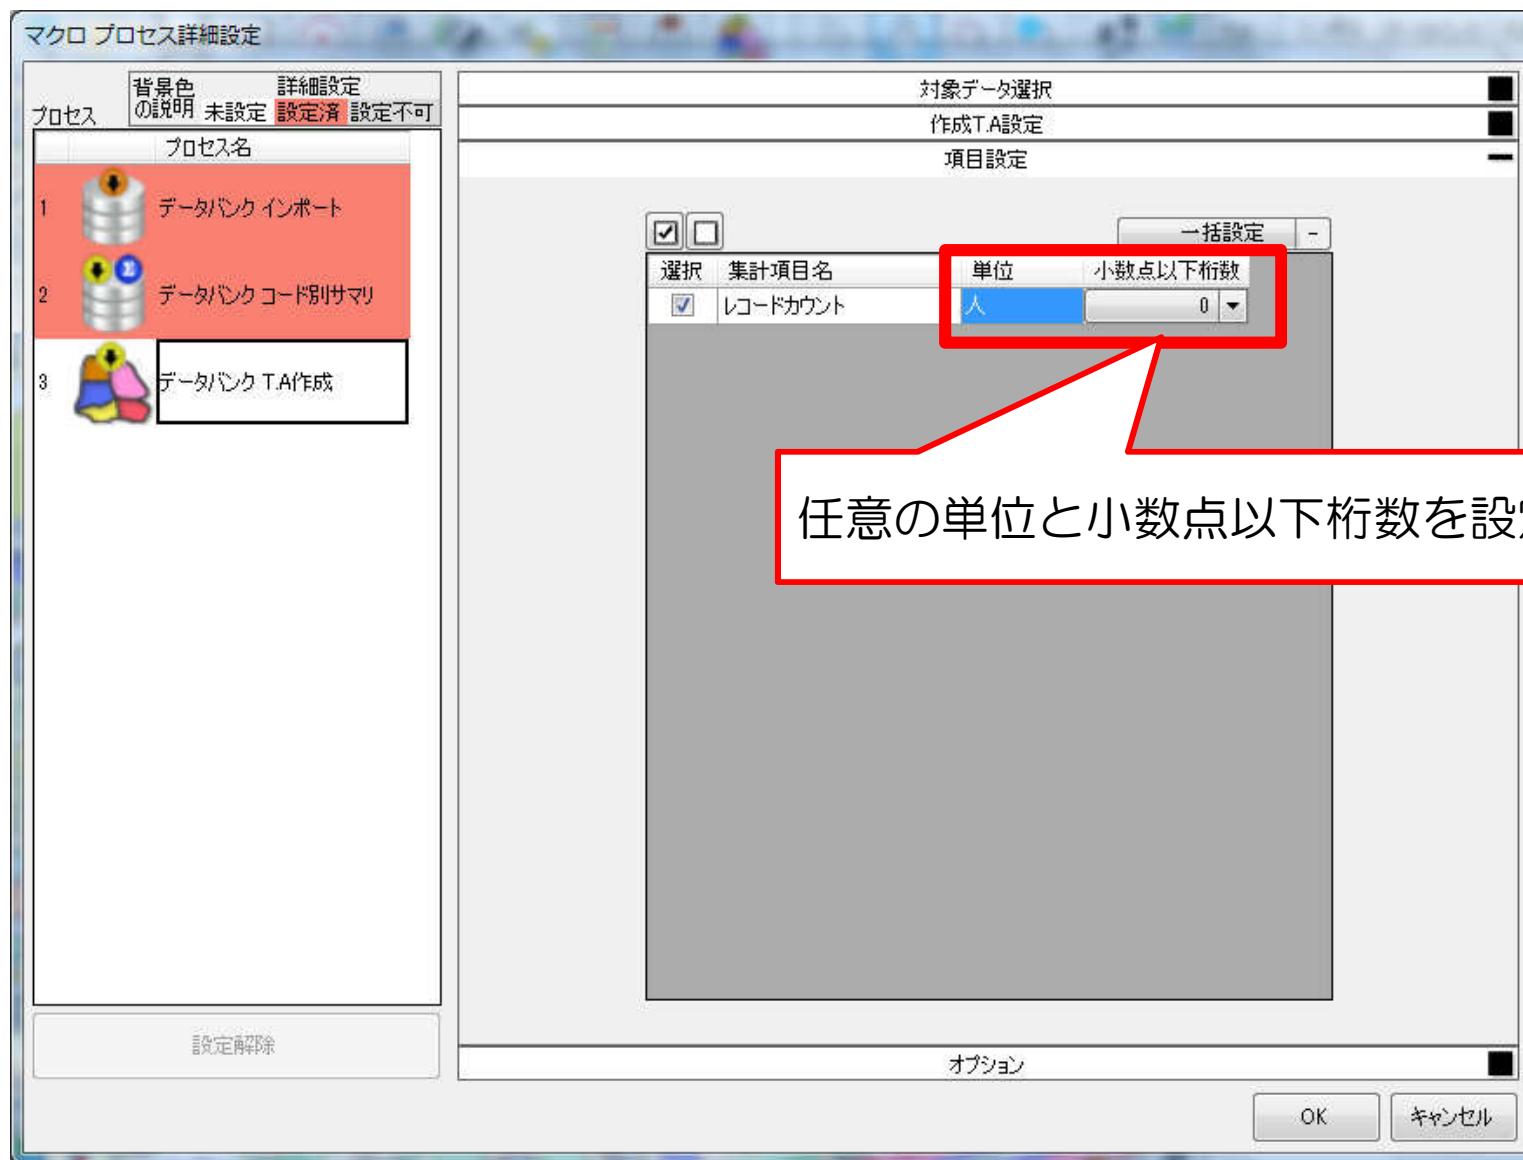 マクロ プロセス詳細設定
プロセス
背景色の説明
詳細設定
未設定 設定済 設定不可
プロセス名
1 データバンク インポート
2 データバンク コード別サマリ
3 データバンク T.A作成
設定解除
対象データ選択
作成T.A設定
項目設定
一括設定 -
選択 集計項目名 単位 小数点以下桁数
レコードカウント 人 0
任意の単位と小数点以下桁数を設
オプション
OK キャンセル